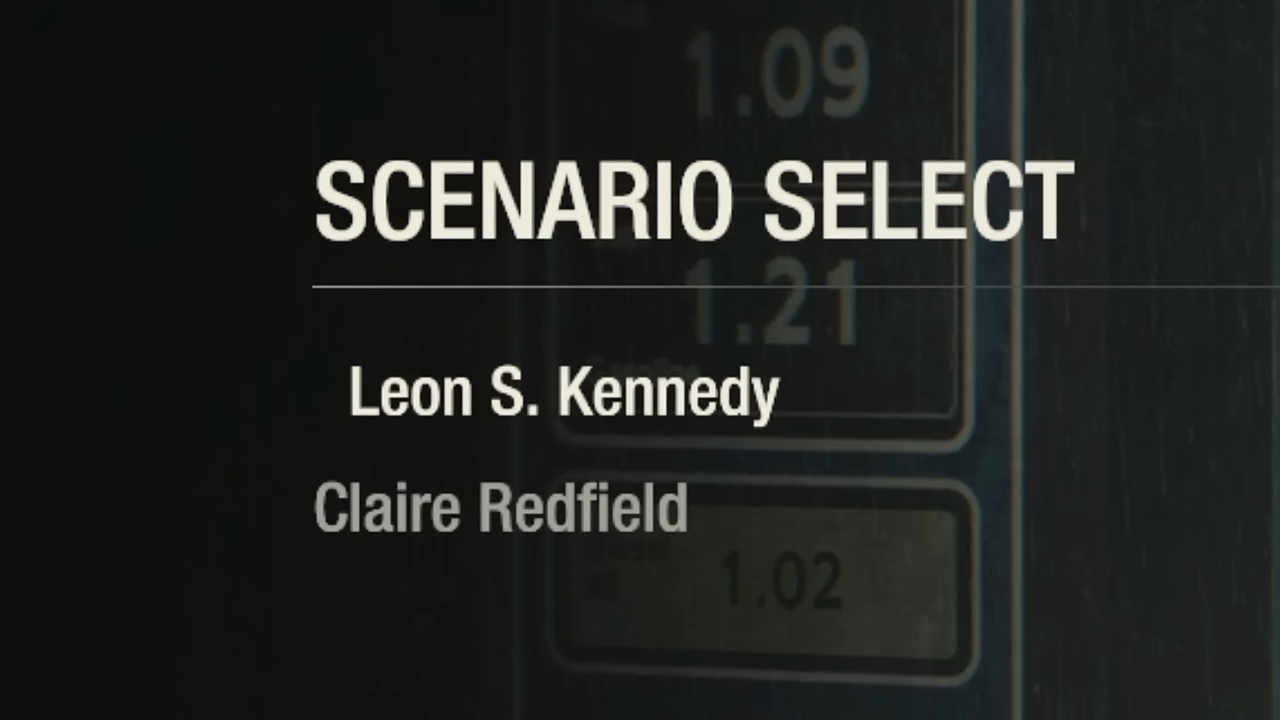 1.09
SCENARIO SELECT
1.21
Leon S. Kennedy
Claire Redfield
1.02